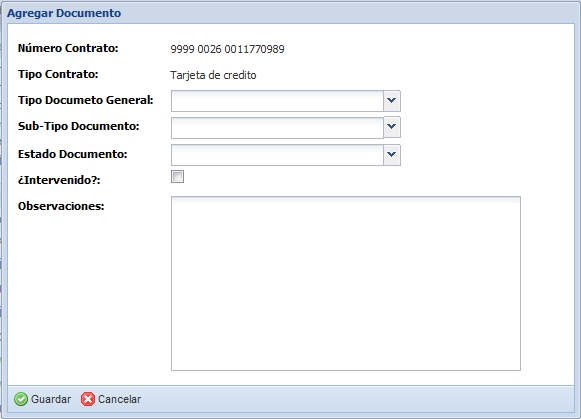 Agregar Documento
Número Contrato: 9999 0026 0011770989
Tipo Contrato: Tarjeta de credito
Tipo Documeto General:
Sub-Tipo Documento:
Estado Documento:
¿Intervenido?:
Observaciones:
Guardar Cancelar